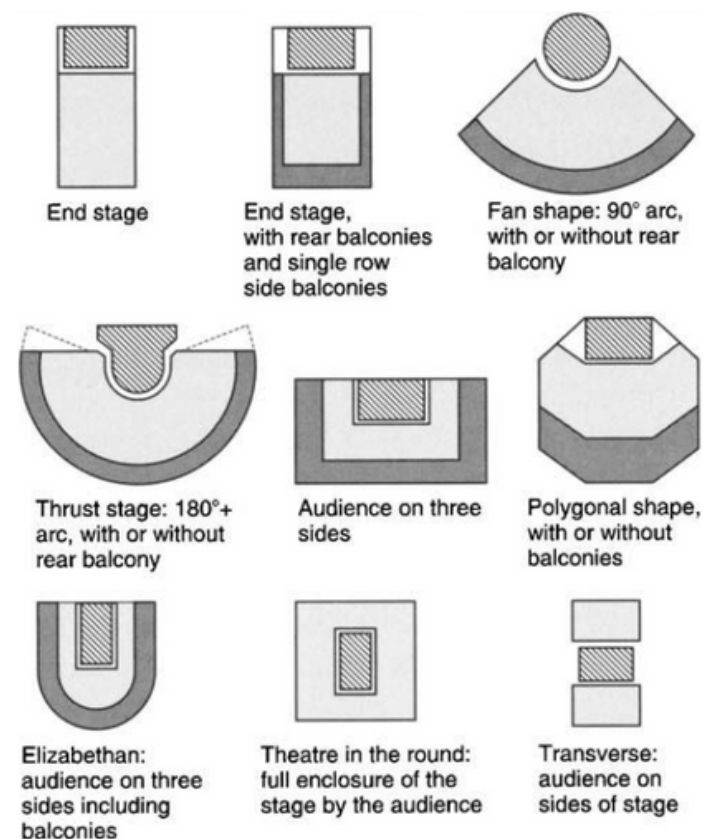 End stage
End stage,
with rear balconies
and single row
side balconies
Fan shape: 90° arc,
with or without rear
balcony
Thrust stage: 180°+
arc, with or without
rear balcony
Audience on three
sides
Polygonal shape,
with or without
balconies
Elizabethan:
audience on three
sides including
balconies
Theatre in the round:
full enclosure of the
stage by the audience
Transverse:
audience on
sides of stage